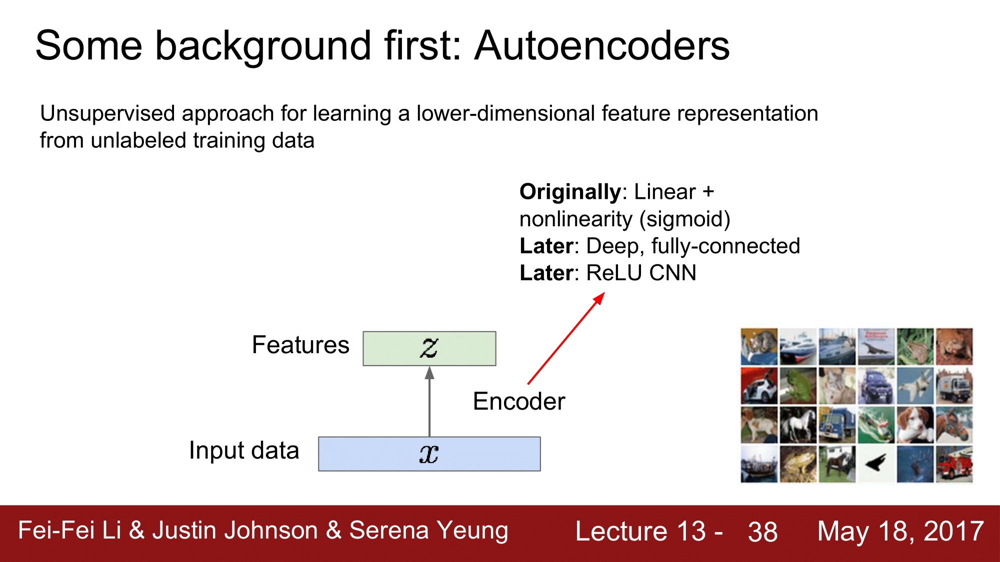 Some background first: Autoencoders
Unsupervised approach for learning a lower-dimensional feature representation
from unlabeled training data
Originally: Linear +
nonlinearity (sigmoid)
Later: Deep, fully-connected
Later: ReLU CNN
Features
z
Encoder
Input data
x
Fei-Fei Li & Justin Johnson & Serena Yeung
Lecture 13 - 38
May 18, 2017